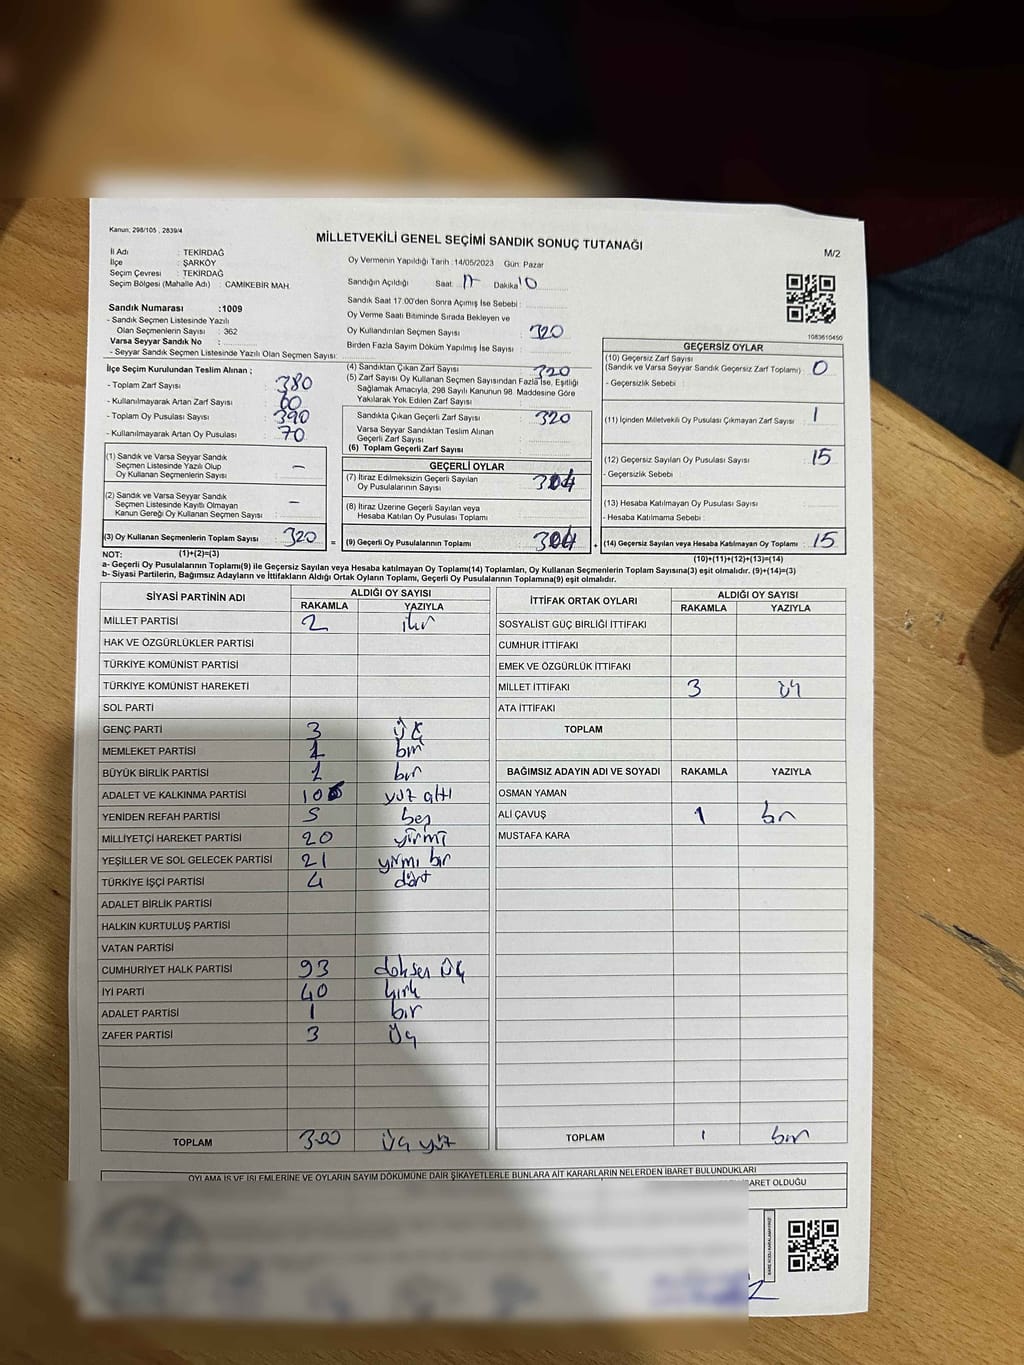 Kanun, 298/105 , 2839/4
MİLLETVEKİLİ GENEL SEÇİMİ SANDIK SONUÇ TUTANAĞI
M/2
İl Adı : TEKİRDAĞ
İlçe : ŞARKÖY
Seçim Çevresi : TEKİRDAĞ
Seçim Bölgesi (Mahalle Adı) : CAMİKEBİR MAH.
Sandık Numarası :1009
- Sandık Seçmen Listesinde Yazılı
Olan Seçmenlerin Sayısı : 362
Varsa Seyyar Sandık No :
- Seyyar Sandık Seçmen Listesinde Yazılı Olan Seçmen Sayısı:
Oy Vermenin Yapıldığı Tarih :14/05/2023 Gün: Pazar
Sandığın Açıldığı Saat: 17 Dakika 10
Sandık Saat 17.00'den Sonra Açımış İse Sebebi :
Oy Verme Saati Bitiminde Sırada Bekleyen ve
Oy Kullandırılan Seçmen Sayısı : 320
Birden Fazla Sayım Döküm Yapılmış İse Sayısı :
1083610450
İlçe Seçim Kurulundan Teslim Alınan ;
- Toplam Zarf Sayısı : 380
- Kullanılmayarak Artan Zarf Sayısı : 60
- Toplam Oy Pusulası Sayısı : 390
- Kullanılmayarak Artan Oy Pusulası : 70
(1) Sandık ve Varsa Seyyar Sandık
Seçmen Listesinde Yazılı Olup
Oy Kullanan Seçmenlerin Sayısı : –
(2) Sandık ve Varsa Seyyar Sandık
Seçmen Listesinde Kayıtlı Olmayan
Kanun Gereği Oy Kullanan Seçmen Sayısı : –
(3) Oy Kullanan Seçmenlerin Toplam Sayısı : 320 =
(1)+(2)=(3)
(4) Sandıktan Çıkan Zarf Sayısı : 320
(5) Zarf Sayısı Oy Kullanan Seçmen Sayısından Fazla İse, Eşitliği
Sağlamak Amacıyla, 298 Sayılı Kanunun 98. Maddesine Göre
Yakılarak Yok Edilen Zarf Sayısı :
Sandıkta Çıkan Geçerli Zarf Sayısı : 320
Varsa Seyyar Sandıktan Teslim Alınan
Geçerli Zarf Sayısı :
(6) Toplam Geçerli Zarf Sayısı :
GEÇERLİ OYLAR
(7) İtiraz Edilmeksizin Geçerli Sayılan
Oy Pusulalarının Sayısı : 304
(8) İtiraz Üzerine Geçerli Sayılan veya
Hesaba Katılan Oy Pusulası Toplamı :
(9) Geçerli Oy Pusulalarının Toplamı : 304
GEÇERSİZ OYLAR
(10) Geçersiz Zarf Sayısı
(Sandık ve Varsa Seyyar Sandık Geçersiz Zarf Toplamı) : 0
- Geçersizlik Sebebi :
(11) İçinden Milletvekili Oy Pusulası Çıkmayan Zarf Sayısı : 1
(12) Geçersiz Sayılan Oy Pusulası Sayısı : 15
- Geçersizlik Sebebi :
(13) Hesaba Katılmayan Oy Pusulası Sayısı :
- Hesaba Katılmama Sebebi :
(14) Geçersiz Sayılan veya Hesaba Katılmayan Oy Toplamı : 15
(10)+(11)+(12)+(13)=(14)
NOT:
a- Geçerli Oy Pusulalarının Toplamı(9) ile Geçersiz Sayılan veya Hesaba katılmayan Oy Toplamı(14) Toplamları, Oy Kullanan Seçmenlerin Toplam Sayısına(3) eşit olmalıdır. (9)+(14)=(3)
b- Siyasi Partilerin, Bağımsız Adayların ve İttifakların Aldığı Ortak Oyların Toplamı, Geçerli Oy Pusulalarının Toplamına(9) eşit olmalıdır.
SİYASİ PARTİNİN ADI ALDIĞI OY SAYISI
RAKAMLA YAZIYLA
MİLLET PARTİSİ 2 iki
HAK VE ÖZGÜRLÜKLER PARTİSİ
TÜRKİYE KOMÜNİST PARTİSİ
TÜRKİYE KOMÜNİST HAREKETİ
SOL PARTİ
GENÇ PARTİ 3 üç
MEMLEKET PARTİSİ 1 bir
BÜYÜK BİRLİK PARTİSİ 1 bir
ADALET VE KALKINMA PARTİSİ 106 yüz altı
YENİDEN REFAH PARTİSİ 5 beş
MİLLİYETÇİ HAREKET PARTİSİ 20 yirmi
YEŞİLLER VE SOL GELECEK PARTİSİ 21 yirmi bir
TÜRKİYE İŞÇİ PARTİSİ 4 dört
ADALET BİRLİK PARTİSİ
HALKIN KURTULUŞ PARTİSİ
VATAN PARTİSİ
CUMHURİYET HALK PARTİSİ 93 doksan üç
İYİ PARTİ 40 kırk
ADALET PARTİSİ 1 bir
ZAFER PARTİSİ 3 üç
TOPLAM 300 üç yüz
İTTİFAK ORTAK OYLARI ALDIĞI OY SAYISI
RAKAMLA YAZIYLA
SOSYALİST GÜÇ BİRLİĞİ İTTİFAKI
CUMHUR İTTİFAKI
EMEK VE ÖZGÜRLÜK İTTİFAKI
MİLLET İTTİFAKI 3 üç
ATA İTTİFAKI
TOPLAM
BAĞIMSIZ ADAYIN ADI VE SOYADI RAKAMLA YAZIYLA
OSMAN YAMAN
ALİ ÇAVUŞ 1 bir
MUSTAFA KARA
TOPLAM 1 bir
OYLAMA İŞ VE İŞLEMLERİNE VE OYLARIN SAYIM DÖKÜMÜNE DAİR ŞİKAYETLERLE BUNLARA AİT KARARLARIN NELERDEN İBARET BULUNDUKLARI
BARET OLDUĞU